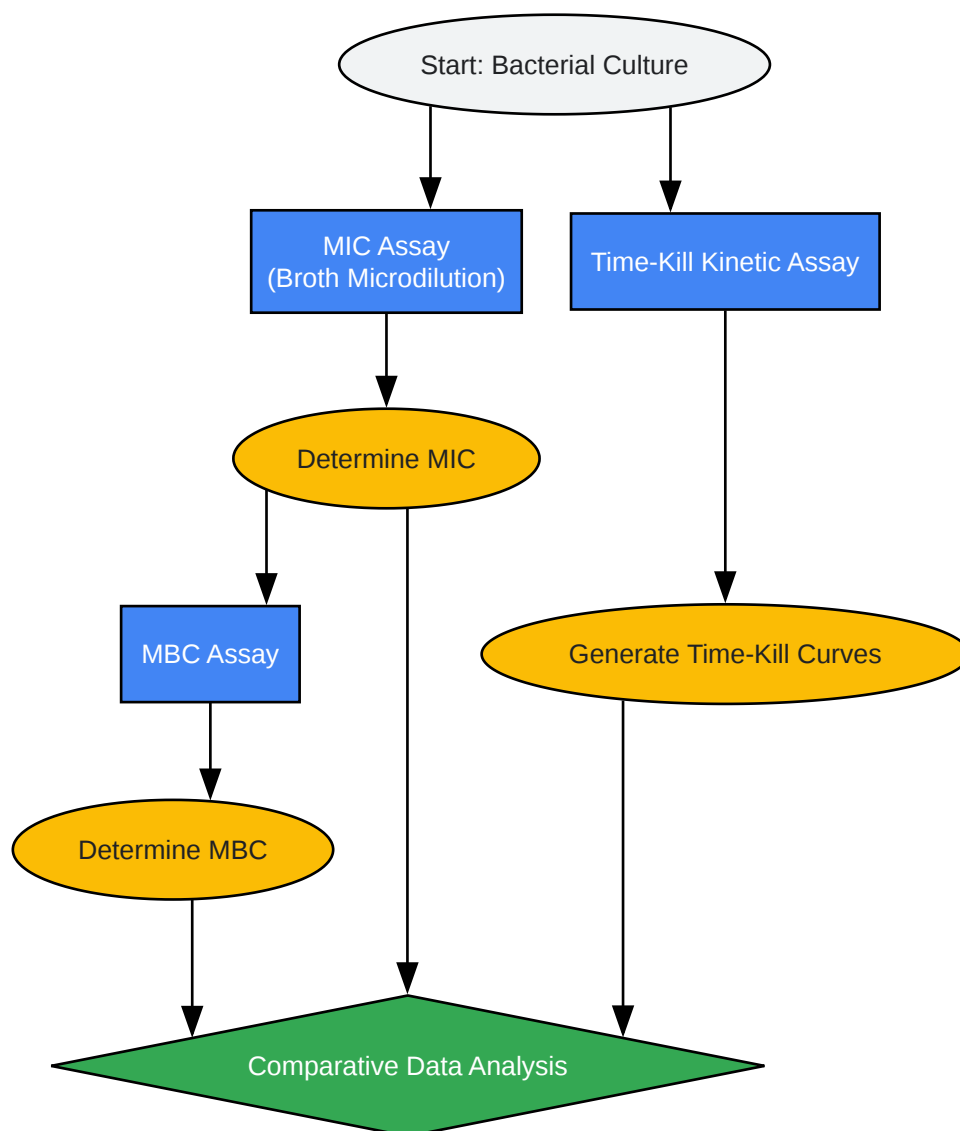 Start: Bacterial Culture
MIC Assay
(Broth Microdilution)
Time-Kill Kinetic Assay
Determine MIC
MBC Assay
Generate Time-Kill Curves
Determine MBC
Comparative Data Analysis